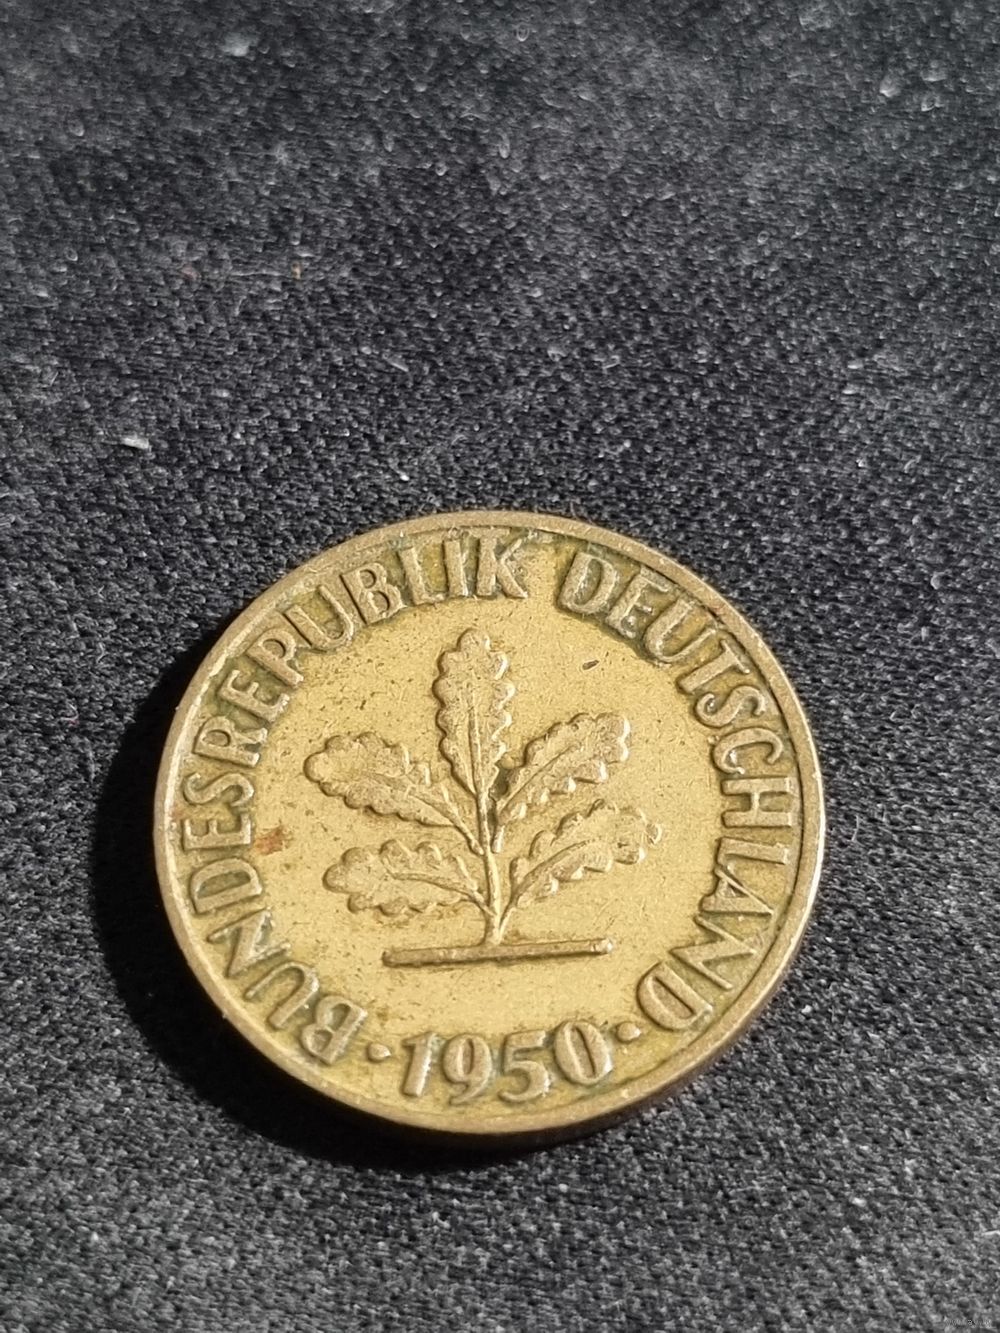 BUNDESREPUBLIK DEUTSCHLAND
· 1950 ·